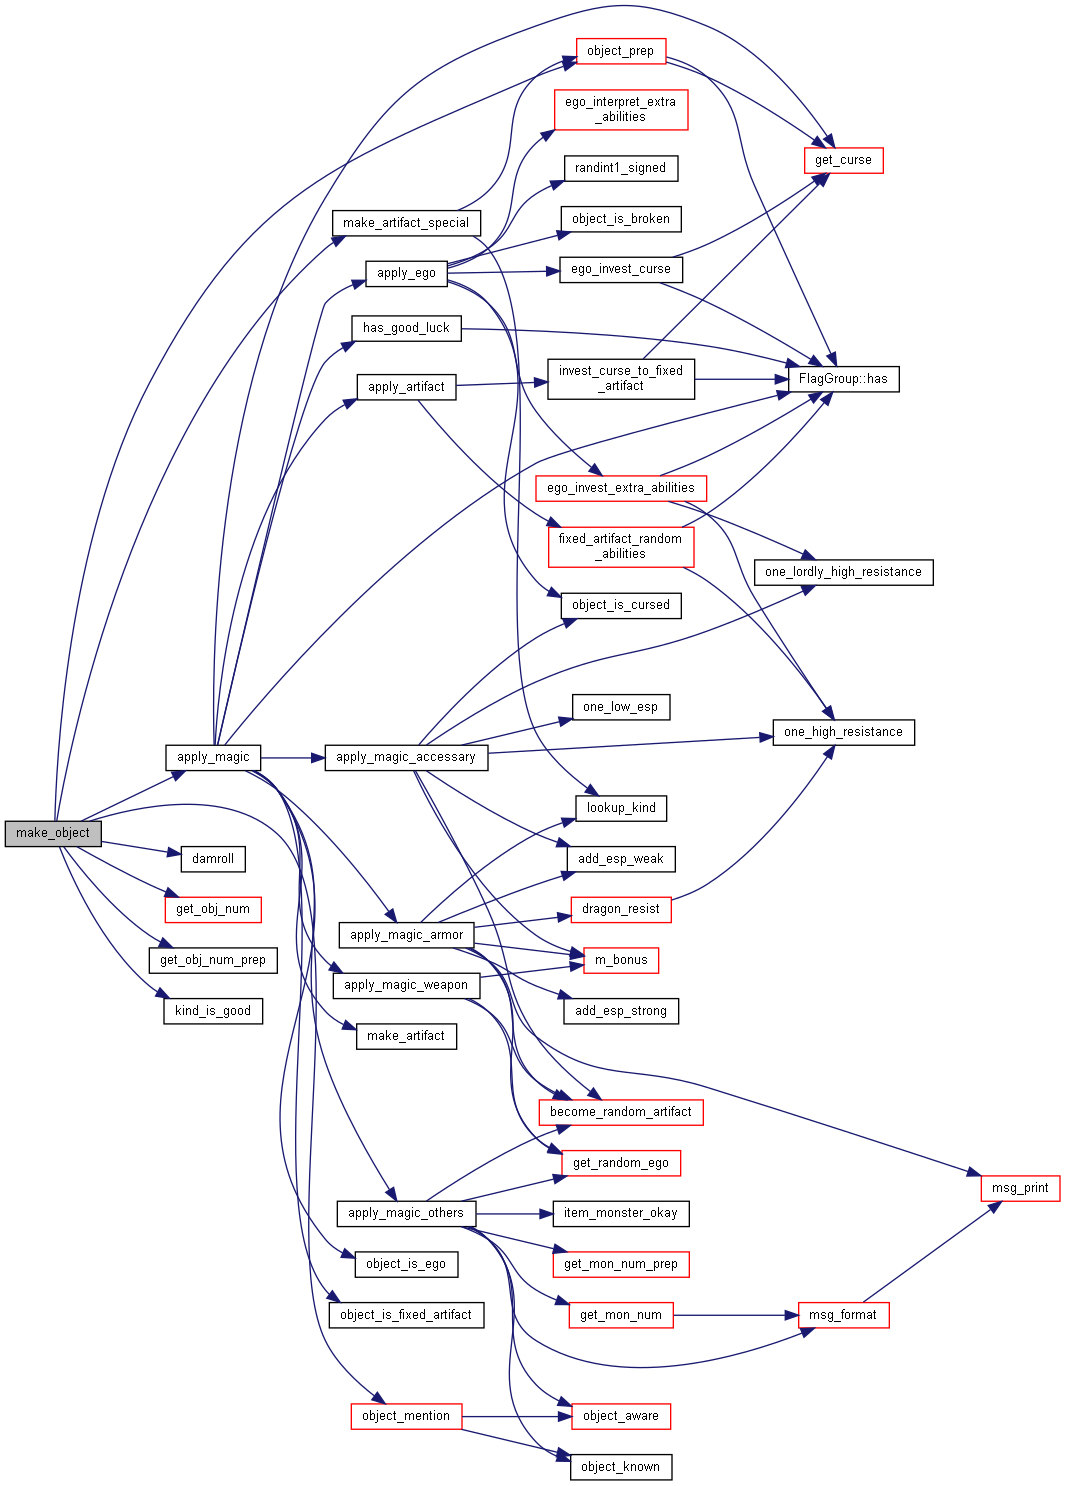 object_prep
ego_interpret_extra
_abilities
get_curse
randint1_signed
object_is_broken
make_artifact_special
apply_ego
ego_invest_curse
has_good_luck
invest_curse_to_fixed
_artifact
FlagGroup::has
apply_artifact
ego_invest_extra_abilities
fixed_artifact_random
_abilities
one_lordly_high_resistance
object_is_cursed
one_low_esp
one_high_resistance
apply_magic
apply_magic_accessary
lookup_kind
make_object
damroll
add_esp_weak
get_obj_num
dragon_resist
apply_magic_armor
get_obj_num_prep
m_bonus
apply_magic_weapon
kind_is_good
add_esp_strong
make_artifact
become_random_artifact
get_random_ego
msg_print
apply_magic_others
item_monster_okay
object_is_ego
get_mon_num_prep
object_is_fixed_artifact
get_mon_num
msg_format
object_mention
object_aware
object_known